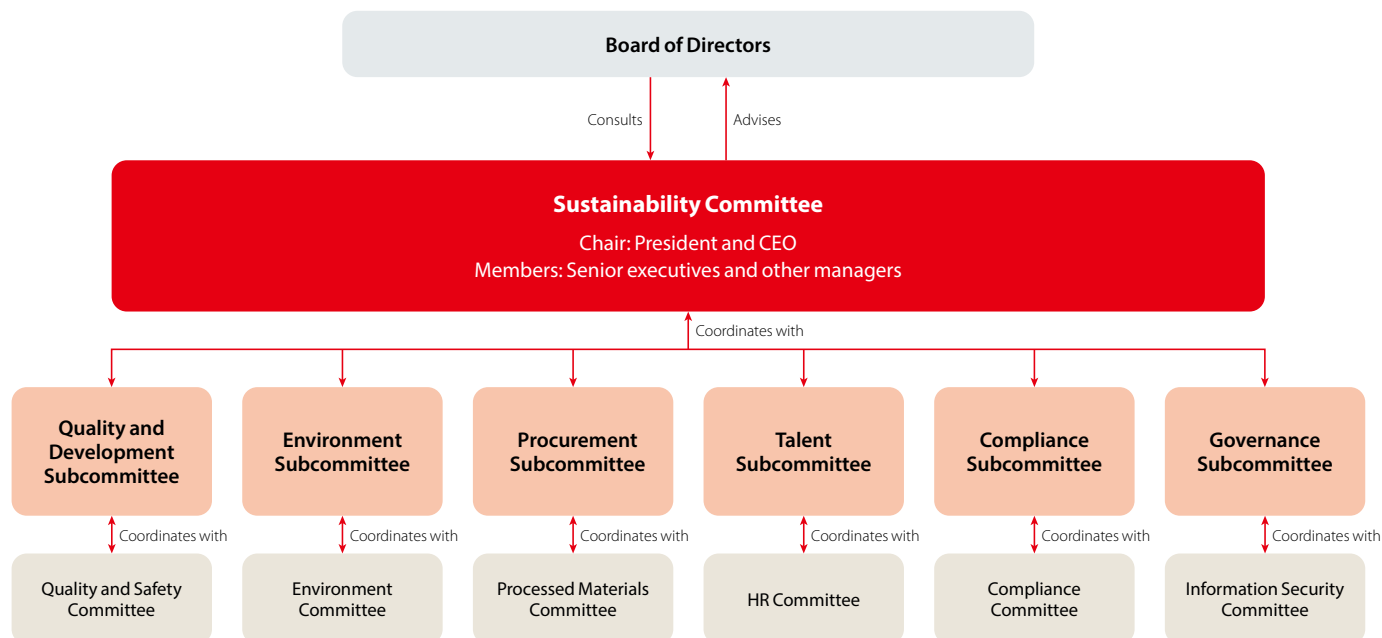 Board of Directors
Consults
Advises
Sustainability Committee
Chair: President and CEO
Members: Senior executives and other managers
Coordinates with
Quality and
Development
Subcommittee
Environment
Subcommittee
Procurement
Subcommittee
Talent
Subcommittee
Compliance
Subcommittee
Governance
Subcommittee
Coordinates with
Coordinates with
Coordinates with
Coordinates with
Coordinates with
Coordinates with
Quality and Safety
Committee
Environment
Committee
Processed Materials
Committee
HR Committee
Compliance
Committee
Information Security
Committee